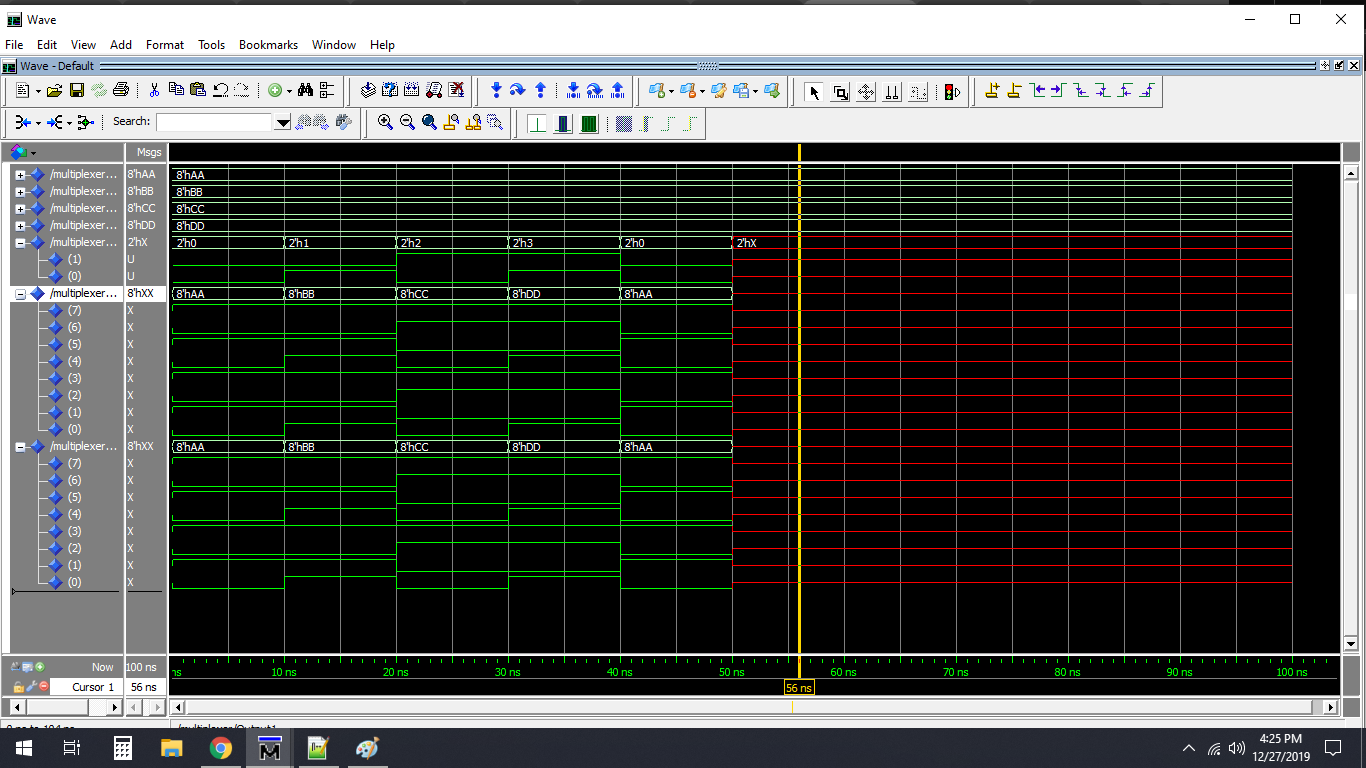 Wave
File Edit View Add Format Tools Bookmarks Window Help
Wave - Default
Search:
Msgs
/multiplexer... 8'hAA 8'hAA
/multiplexer... 8'hBB 8'hBB
/multiplexer... 8'hCC 8'hCC
/multiplexer... 8'hDD 8'hDD
/multiplexer... 2'hX 2'h0 2'h1 2'h2 2'h3 2'h0 2'hX
(1) U
(0) U
/multiplexer... 8'hXX 8'hAA 8'hBB 8'hCC 8'hDD 8'hAA
(7) X
(6) X
(5) X
(4) X
(3) X
(2) X
(1) X
(0) X
/multiplexer... 8'hXX 8'hAA 8'hBB 8'hCC 8'hDD 8'hAA
(7) X
(6) X
(5) X
(4) X
(3) X
(2) X
(1) X
(0) X
Now 100 ns ns 10 ns 20 ns 30 ns 40 ns 50 ns 60 ns 70 ns 80 ns 90 ns 100 ns
Cursor 1 56 ns 56 ns
/multiplexer/Output1
4:25 PM
12/27/2019